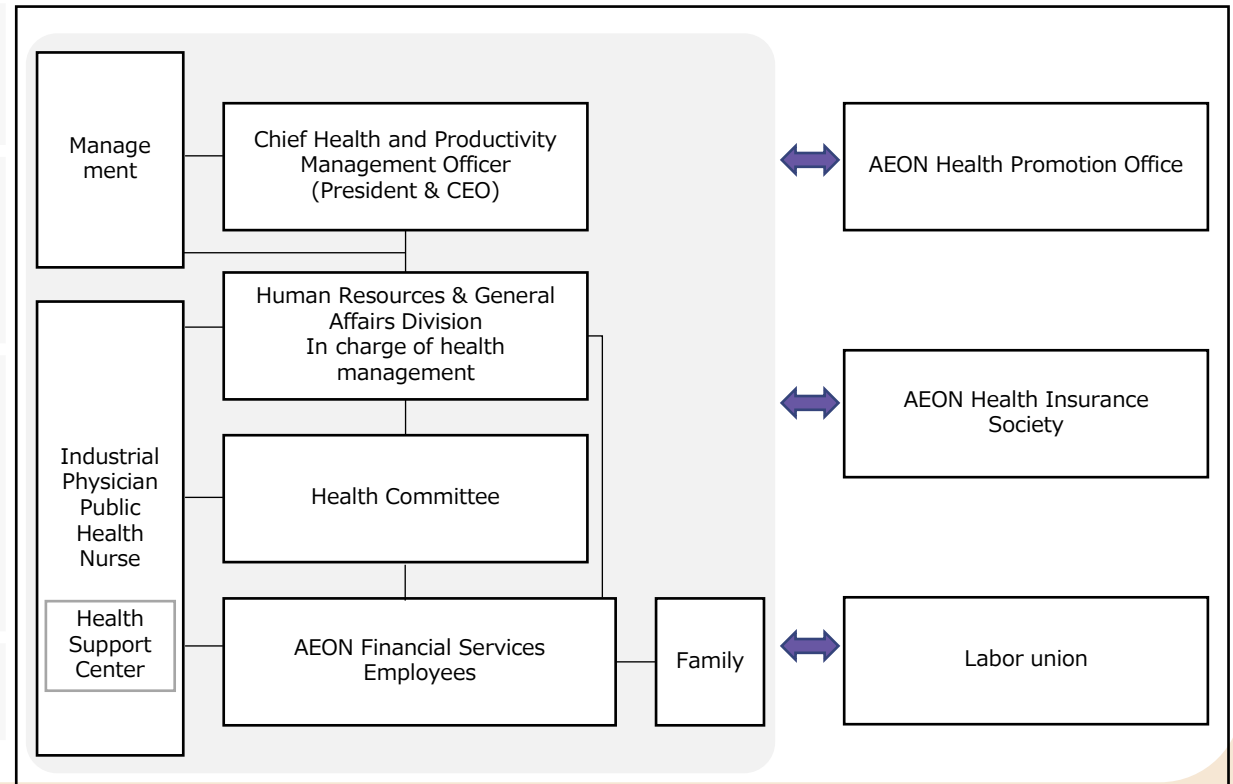 Manage
ment
Chief Health and Productivity
Management Officer
(President & CEO)
AEON Health Promotion Office
Human Resources & General
Affairs Division
In charge of health
management
AEON Health Insurance
Society
Industrial
Physician
Public
Health
Nurse
Health Committee
Health
Support
Center
AEON Financial Services
Employees
Family
Labor union